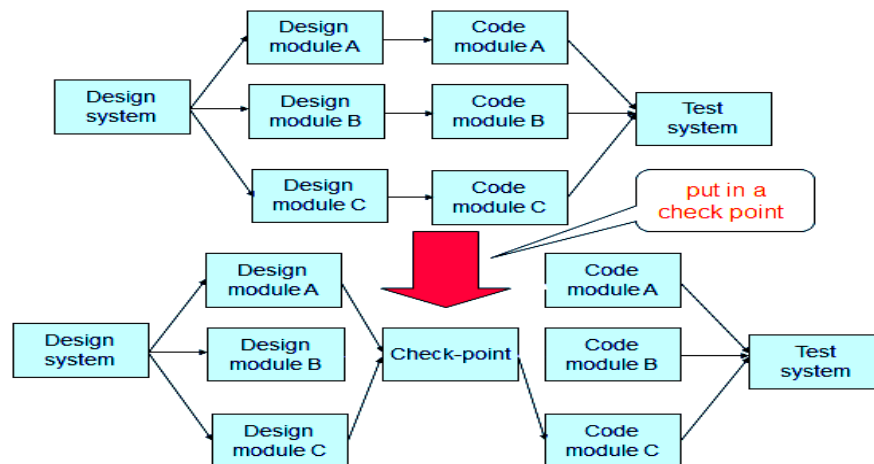 Design
module A
Code
module A
Design
system
Design
module B
Code
module B
Test
system
Design
module C
Code
module C
put in a
check point
Design
module A
Code
module A
Design
system
Design
module B
Check-point
Code
module B
Test
system
Design
module C
Code
module C